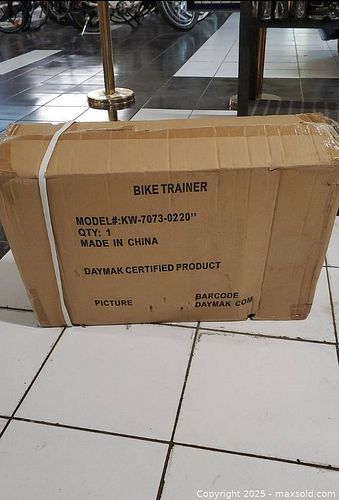 BIKE TRAINER
MODEL#:KW-7073-0220''
QTY: 1
MADE IN CHINA
DAYMAK CERTIFIED PRODUCT
PICTURE
BARCODE
DAYMAK COM
Copyright 2025 - maxsold.com